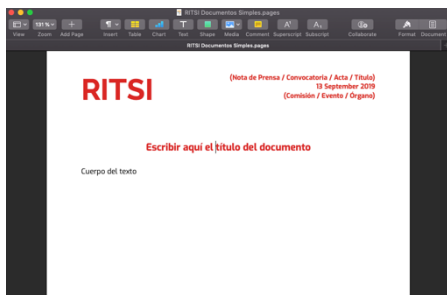 RITSI Documentos Simples.pages
131 %
View Zoom Add Page Insert Table Chart Text Shape Media Comment Superscript Subscript Collaborate Format Document
RITSI Documentos Simples.pages
RITSI
(Nota de Prensa / Convocatoria / Acta / Título)
13 September 2019
(Comisión / Evento / Órgano)
Escribir aquí el título del documento
Cuerpo del texto